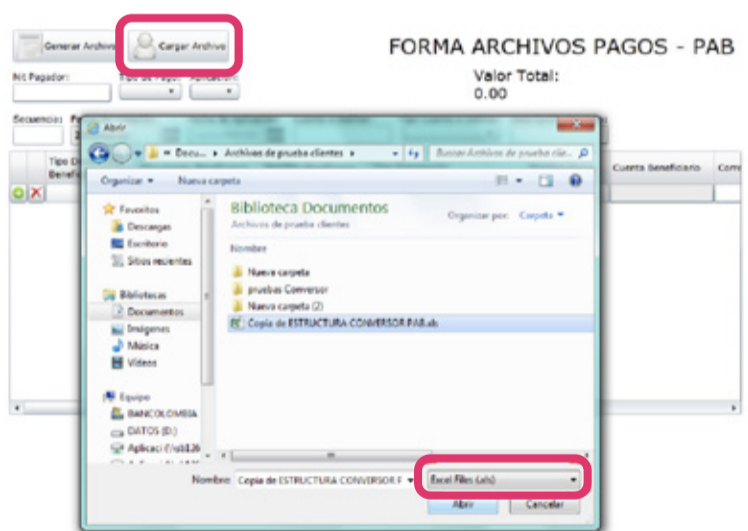 Generar Archivo
Cargar Archivo
FORMA ARCHIVOS PAGOS - PAB
Nit Pagador:
Tipo de Pago:
Aplicación:
Valor Total:
0.00
Secuencia:
Abrir
Docu...
Archivos de prueba clientes
Buscar Archivos de prueba clie...
Cuenta Beneficiario
Organizar
Nueva carpeta
Favoritos
Descargas
Escritorio
Sitios recientes
Bibliotecas
Documentos
Imágenes
Música
Vídeos
Equipo
BANCOLOMBIA
DATOS (D:)
Biblioteca Documentos
Archivos de prueba clientes
Organizar por: Carpeta
Nombre
Nueva carpeta
pruebas Conversor
Nueva carpeta (2)
Copia de ESTRUCTURA CONVERSOR PAB.xls
Nombre: Copia de ESTRUCTURA CONVERSOR F
Excel Files (.xls)
Abrir
Cancelar